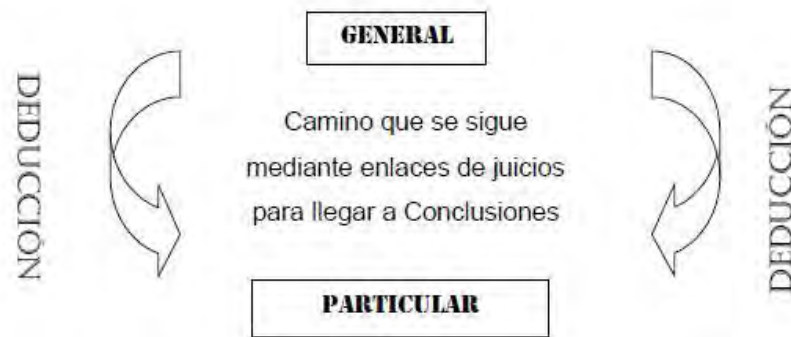 GENERAL
DEDUCCIÓN
Camino que se sigue
mediante enlaces de juicios
para llegar a Conclusiones
DEDUCCIÓN
PARTICULAR